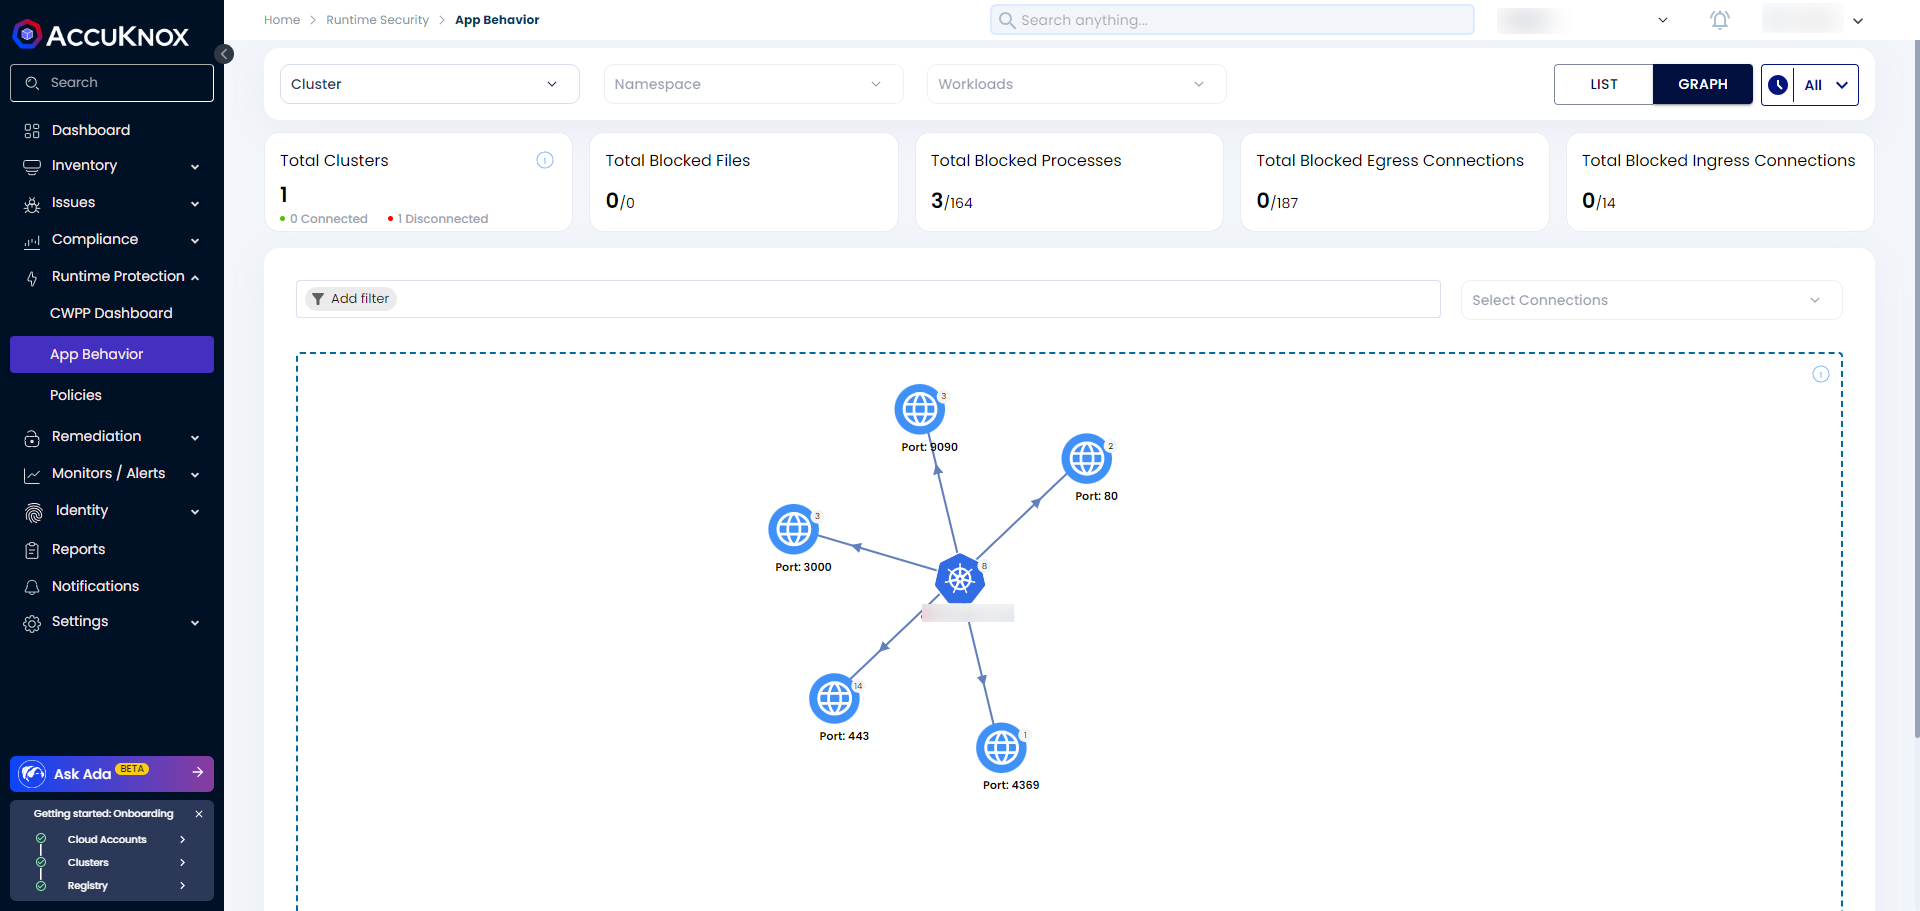 Home > Runtime Security > App Behavior
Search anything...
ACCUKNOX
Search
Dashboard
Inventory
Issues
Compliance
Runtime Protection
CWPP Dashboard
App Behavior
Policies
Remediation
Monitors / Alerts
Identity
Reports
Notifications
Settings
Ask Ada BETA
Getting started: Onboarding
Cloud Accounts
Clusters
Registry
Cluster
Namespace
Workloads
LIST
GRAPH
All
Total Clusters
1
0 Connected 1 Disconnected
Total Blocked Files
0/0
Total Blocked Processes
3/164
Total Blocked Egress Connections
0/187
Total Blocked Ingress Connections
0/14
Add filter
Select Connections
3
Port: 9090
2
Port: 80
3
Port: 3000
8
14
Port: 443
1
Port: 4369